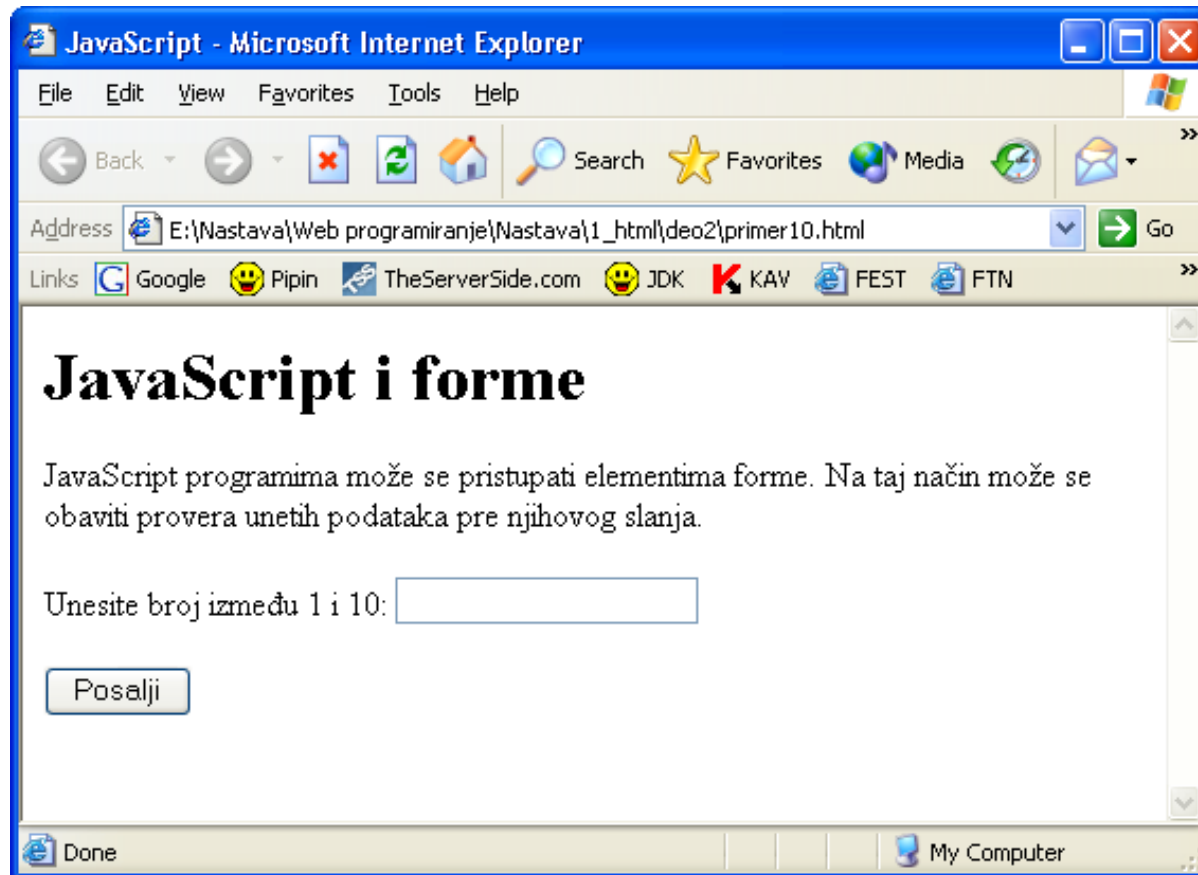 JavaScript - Microsoft Internet Explorer
File Edit View Favorites Tools Help
Back Search Favorites Media »
Address E:\Nastava\Web programiranje\Nastava\1_html\deo2\primer10.html Go
Links G Google Pipin TheServerSide.com JDK KAV FEST FTN »
JavaScript i forme
JavaScript programima može se pristupati elementima forme. Na taj način može se
obaviti provera unetih podataka pre njihovog slanja.
Unesite broj između 1 i 10:
Posalji
Done My Computer